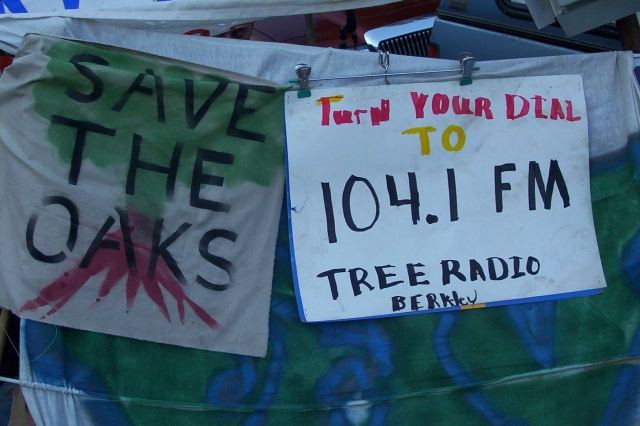 SAVE
THE
OAKS
Turn YOUR DIAL
TO
104.1 FM
TREE RADIO